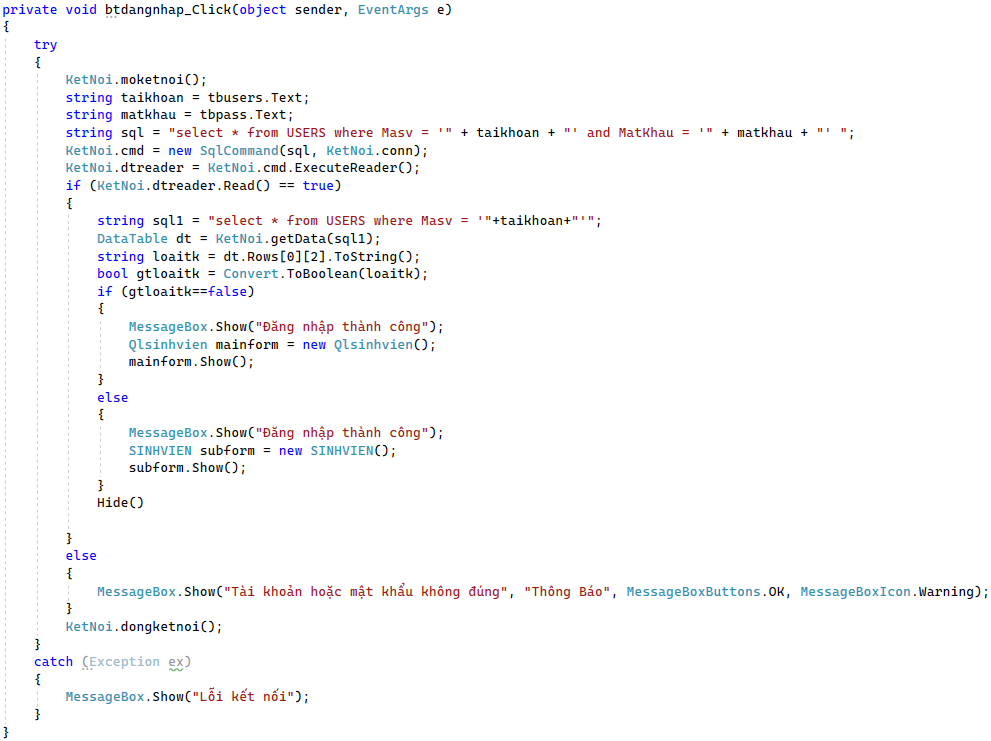 private void btdangnhap_Click(object sender, EventArgs e)
{
    try
    {
        KetNoi.moketnoi();
        string taikhoan = tbusers.Text;
        string matkhau = tbpass.Text;
        string sql = "select * from USERS where Masv = '" + taikhoan + "' and MatKhau = '" + matkhau + "' ";
        KetNoi.cmd = new SqlCommand(sql, KetNoi.conn);
        KetNoi.dtreader = KetNoi.cmd.ExecuteReader();
        if (KetNoi.dtreader.Read() == true)
        {
            string sql1 = "select * from USERS where Masv = '"+taikhoan+"'";
            DataTable dt = KetNoi.getData(sql1);
            string loaitk = dt.Rows[0][2].ToString();
            bool gtloaitk = Convert.ToBoolean(loaitk);
            if (gtloaitk==false)
            {
                MessageBox.Show("Đăng nhập thành công");
                Qlsinhvien mainform = new Qlsinhvien();
                mainform.Show();
            }
            else
            {
                MessageBox.Show("Đăng nhập thành công");
                SINHVIEN subform = new SINHVIEN();
                subform.Show();
            }
            Hide()
        }
        else
        {
            MessageBox.Show("Tài khoản hoặc mật khẩu không đúng", "Thông Báo", MessageBoxButtons.OK, MessageBoxIcon.Warning);
        }
        KetNoi.dongketnoi();
    }
    catch (Exception ex)
    {
        MessageBox.Show("Lỗi kết nối");
    }
}